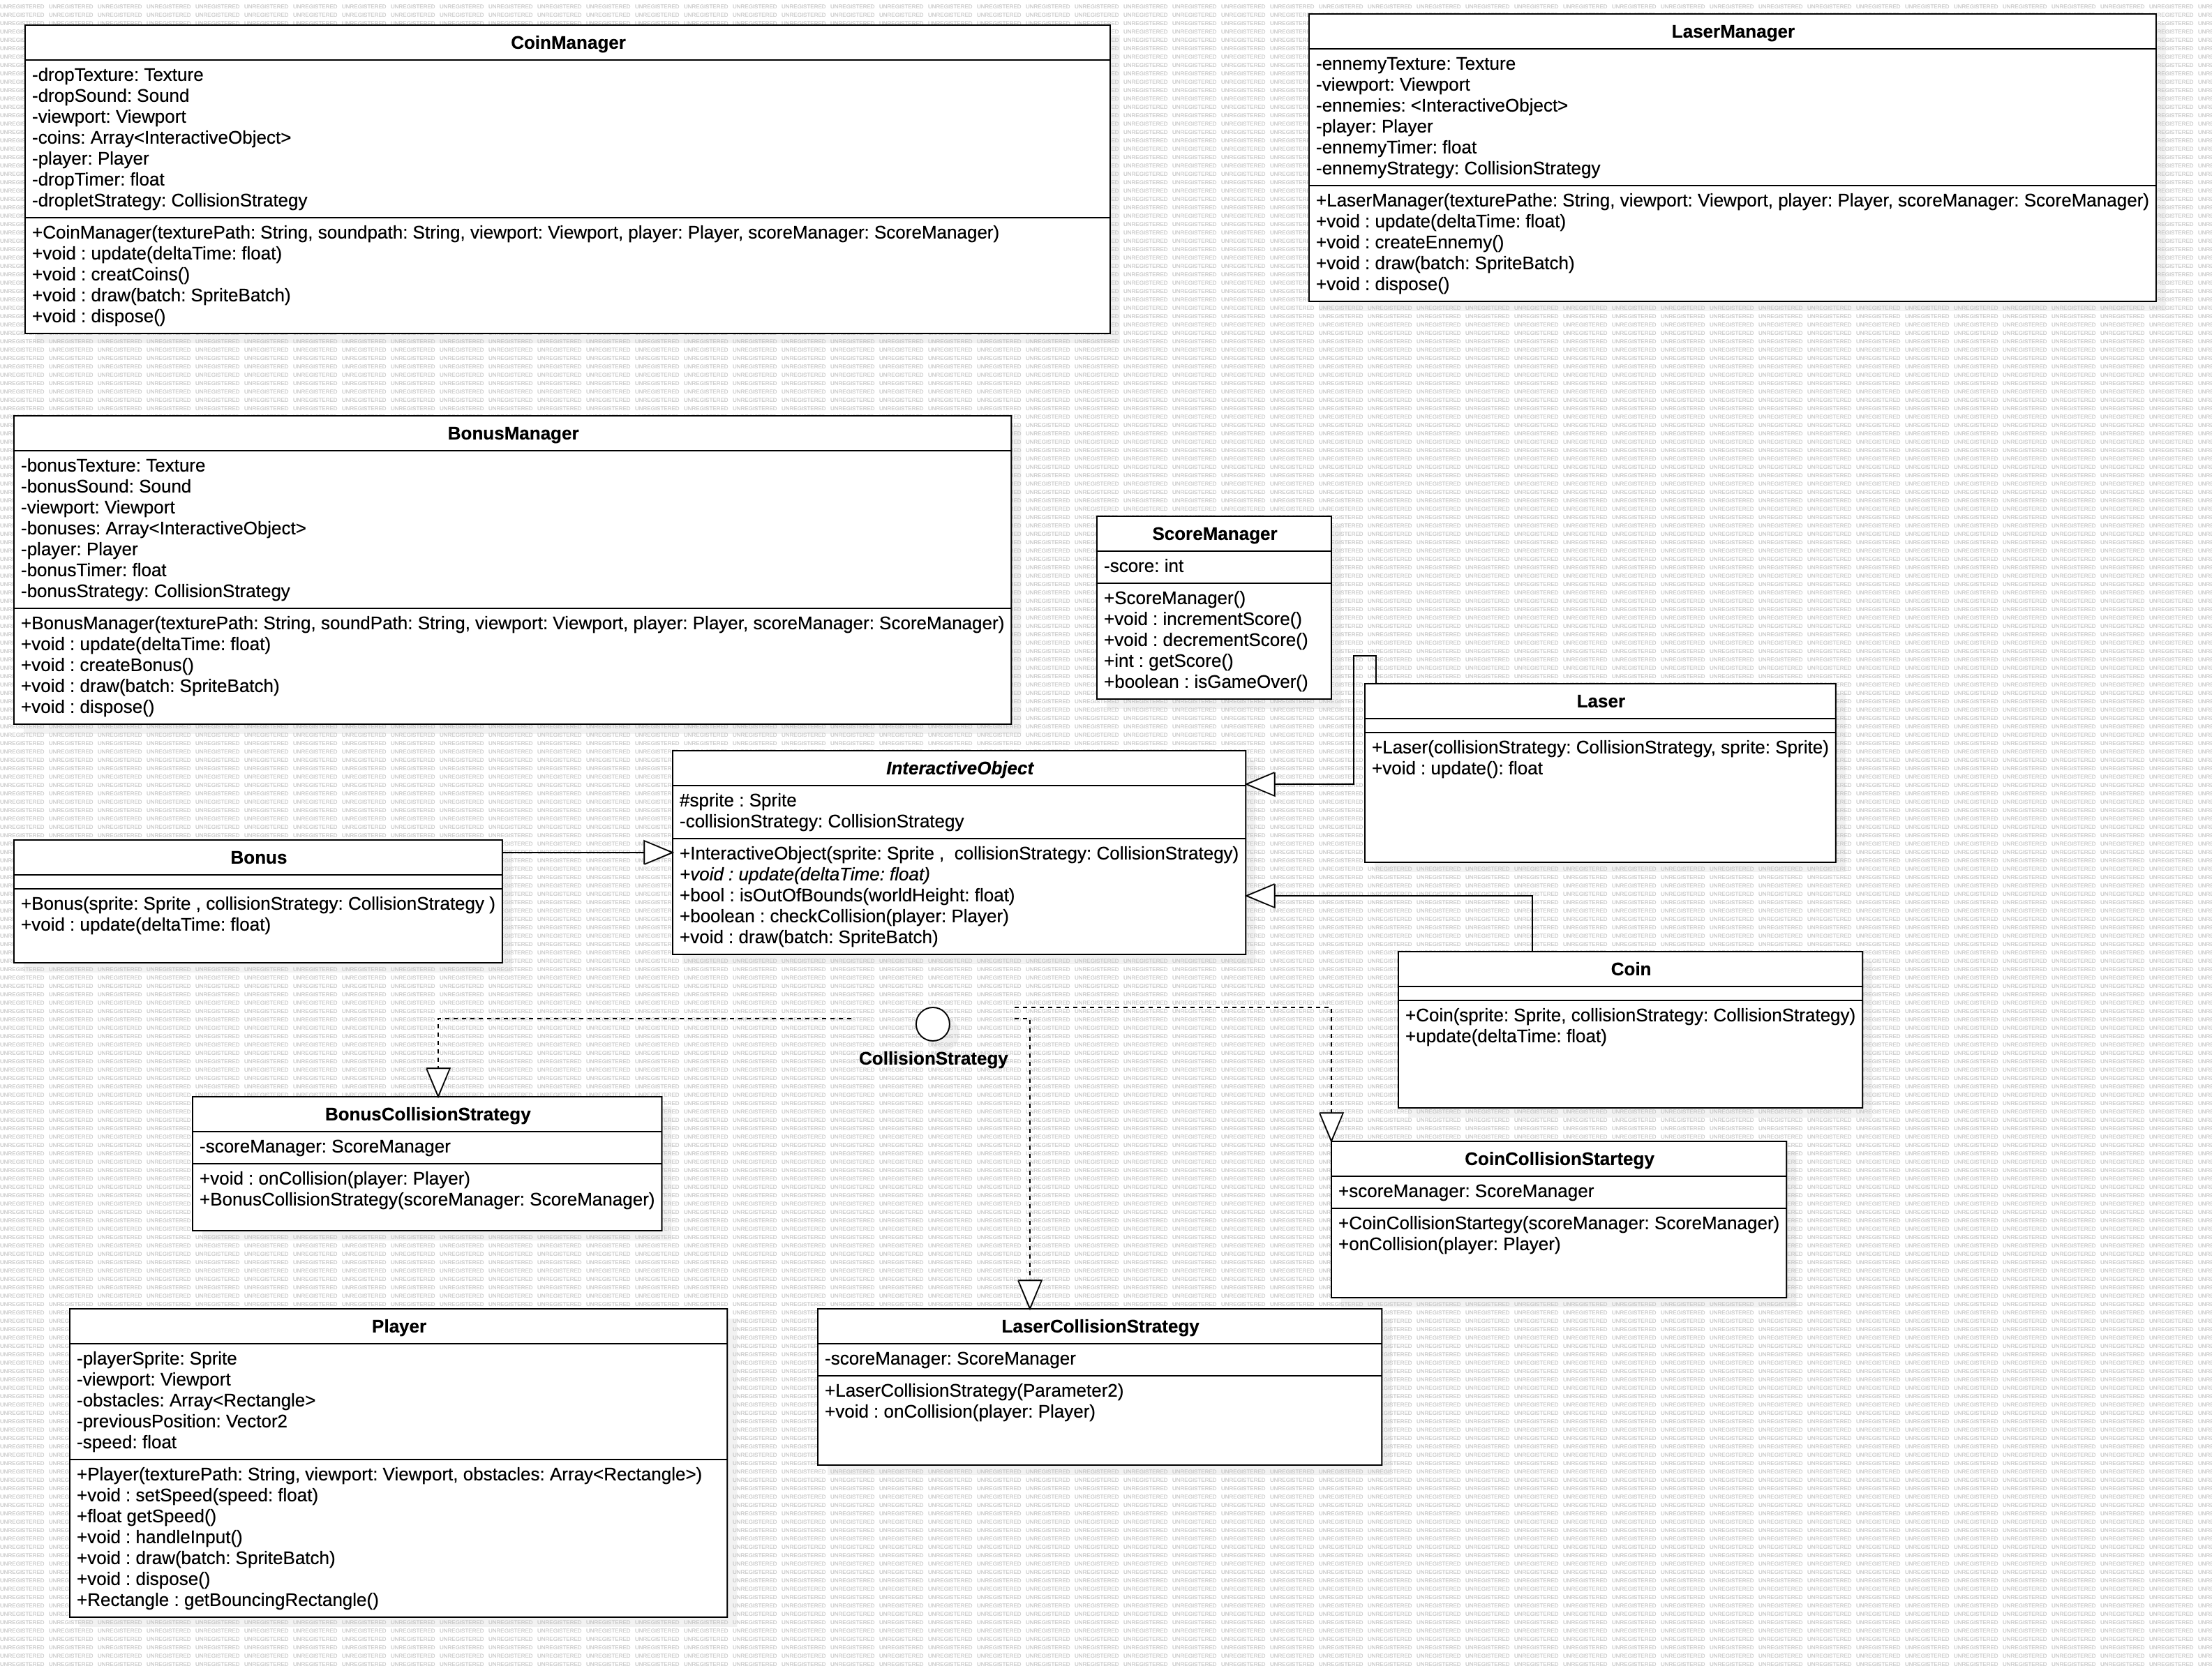 CoinManager
-dropTexture: Texture
-dropSound: Sound
-viewport: Viewport
-coins: Array<InteractiveObject>
-player: Player
-dropTimer: float
-dropletStrategy: CollisionStrategy
+CoinManager(texturePath: String, soundpath: String, viewport: Viewport, player: Player, scoreManager: ScoreManager)
+void : update(deltaTime: float)
+void : creatCoins()
+void : draw(batch: SpriteBatch)
+void : dispose()
LaserManager
-ennemyTexture: Texture
-viewport: Viewport
-ennemies: <InteractiveObject>
-player: Player
-ennemyTimer: float
-ennemyStrategy: CollisionStrategy
+LaserManager(texturePathe: String, viewport: Viewport, player: Player, scoreManager: ScoreManager)
+void : update(deltaTime: float)
+void : createEnnemy()
+void : draw(batch: SpriteBatch)
+void : dispose()
BonusManager
-bonusTexture: Texture
-bonusSound: Sound
-viewport: Viewport
-bonuses: Array<InteractiveObject>
-player: Player
-bonusTimer: float
-bonusStrategy: CollisionStrategy
+BonusManager(texturePath: String, soundPath: String, viewport: Viewport, player: Player, scoreManager: ScoreManager)
+void : update(deltaTime: float)
+void : createBonus()
+void : draw(batch: SpriteBatch)
+void : dispose()
ScoreManager
-score: int
+ScoreManager()
+void : incrementScore()
+void : decrementScore()
+int : getScore()
+boolean : isGameOver()
Laser
+Laser(collisionStrategy: CollisionStrategy, sprite: Sprite)
+void : update(): float
InteractiveObject
#sprite : Sprite
-collisionStrategy: CollisionStrategy
+InteractiveObject(sprite: Sprite ,  collisionStrategy: CollisionStrategy)
+void : update(deltaTime: float)
+bool : isOutOfBounds(worldHeight: float)
+boolean : checkCollision(player: Player)
+void : draw(batch: SpriteBatch)
Bonus
+Bonus(sprite: Sprite , collisionStrategy: CollisionStrategy )
+void : update(deltaTime: float)
Coin
+Coin(sprite: Sprite, collisionStrategy: CollisionStrategy)
+update(deltaTime: float)
CollisionStrategy
BonusCollisionStrategy
-scoreManager: ScoreManager
+void : onCollision(player: Player)
+BonusCollisionStrategy(scoreManager: ScoreManager)
CoinCollisionStartegy
+scoreManager: ScoreManager
+CoinCollisionStartegy(scoreManager: ScoreManager)
+onCollision(player: Player)
Player
-playerSprite: Sprite
-viewport: Viewport
-obstacles: Array<Rectangle>
-previousPosition: Vector2
-speed: float
+Player(texturePath: String, viewport: Viewport, obstacles: Array<Rectangle>)
+void : setSpeed(speed: float)
+float getSpeed()
+void : handleInput()
+void : draw(batch: SpriteBatch)
+void : dispose()
+Rectangle : getBouncingRectangle()
LaserCollisionStrategy
-scoreManager: ScoreManager
+LaserCollisionStrategy(Parameter2)
+void : onCollision(player: Player)
UNREGISTERED